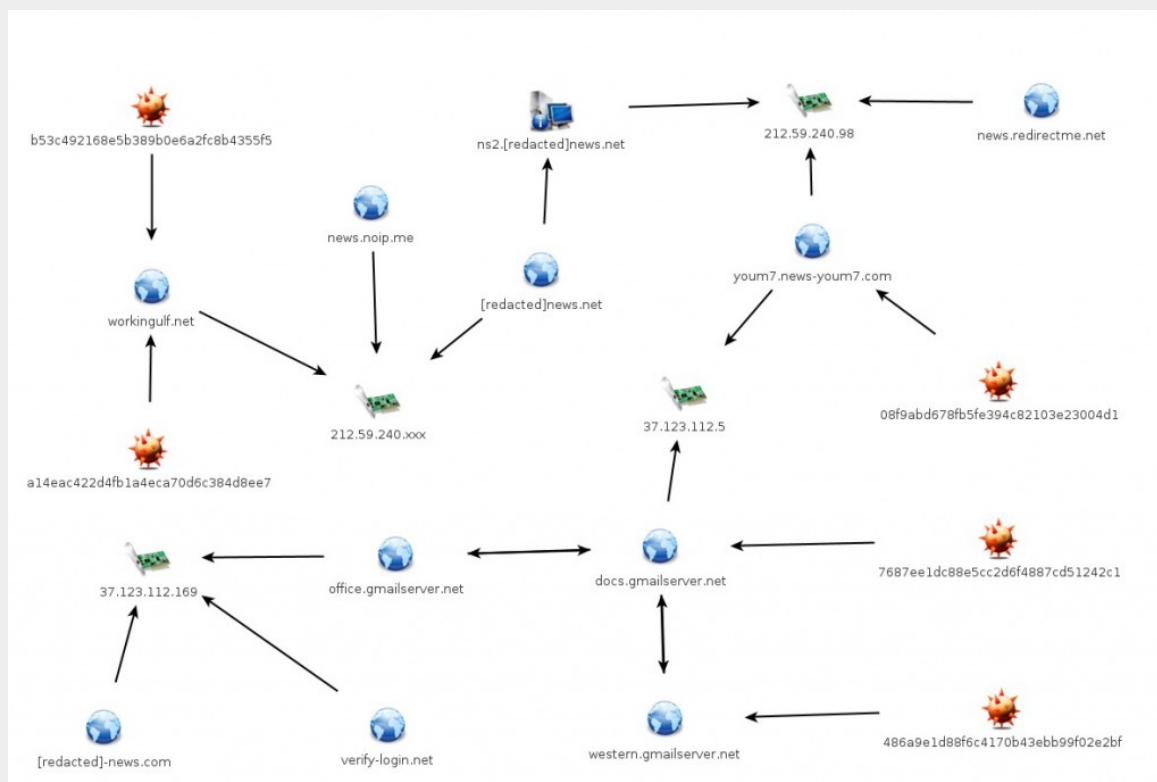 b53c492168e5b389b0e6a2fc8b4355f5
ns2.[redacted]news.net
212.59.240.98
news.redirectme.net
news.noip.me
youm7.news-youm7.com
[redacted]news.net
workingulf.net
212.59.240.xxx
37.123.112.5
08f9abd678fb5fe394c82103e23004d1
a14eac422d4fb1a4eca70d6c384d8ee7
37.123.112.169
office.gmailserver.net
docs.gmailserver.net
7687ee1dc88e5cc2d6f4887cd51242c1
[redacted]-news.com
verify-login.net
western.gmailserver.net
486a9e1d88f6c4170b43ebb99f02e2bf